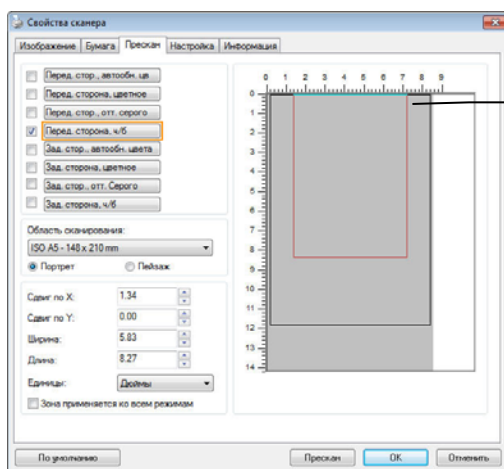 Свойства сканера
Изображение Бумага Прескан Настройка Информация
Перед. стор., автообн. цв
Перед. сторона, цветное
Перед. стор., отт. серого
Перед. сторона, ч/б
Зад. стор., автообн. цвета
Зад. сторона, цветное
Зад. стор., отт. Серого
Зад. сторона, ч/б
Область сканирования:
ISO A5 - 148 x 210 mm
Портрет Пейзаж
Сдвиг по X: 1.34
Сдвиг по Y: 0.00
Ширина: 5.83
Длина: 8.27
Единицы: Дюймы
Зона применяется ко всем режимам
0 1 2 3 4 5 6 7 8 9
0
1
2
3
4
5
6
7
8
9
10
11
12
13
14
По умолчанию Прескан OK Отменить